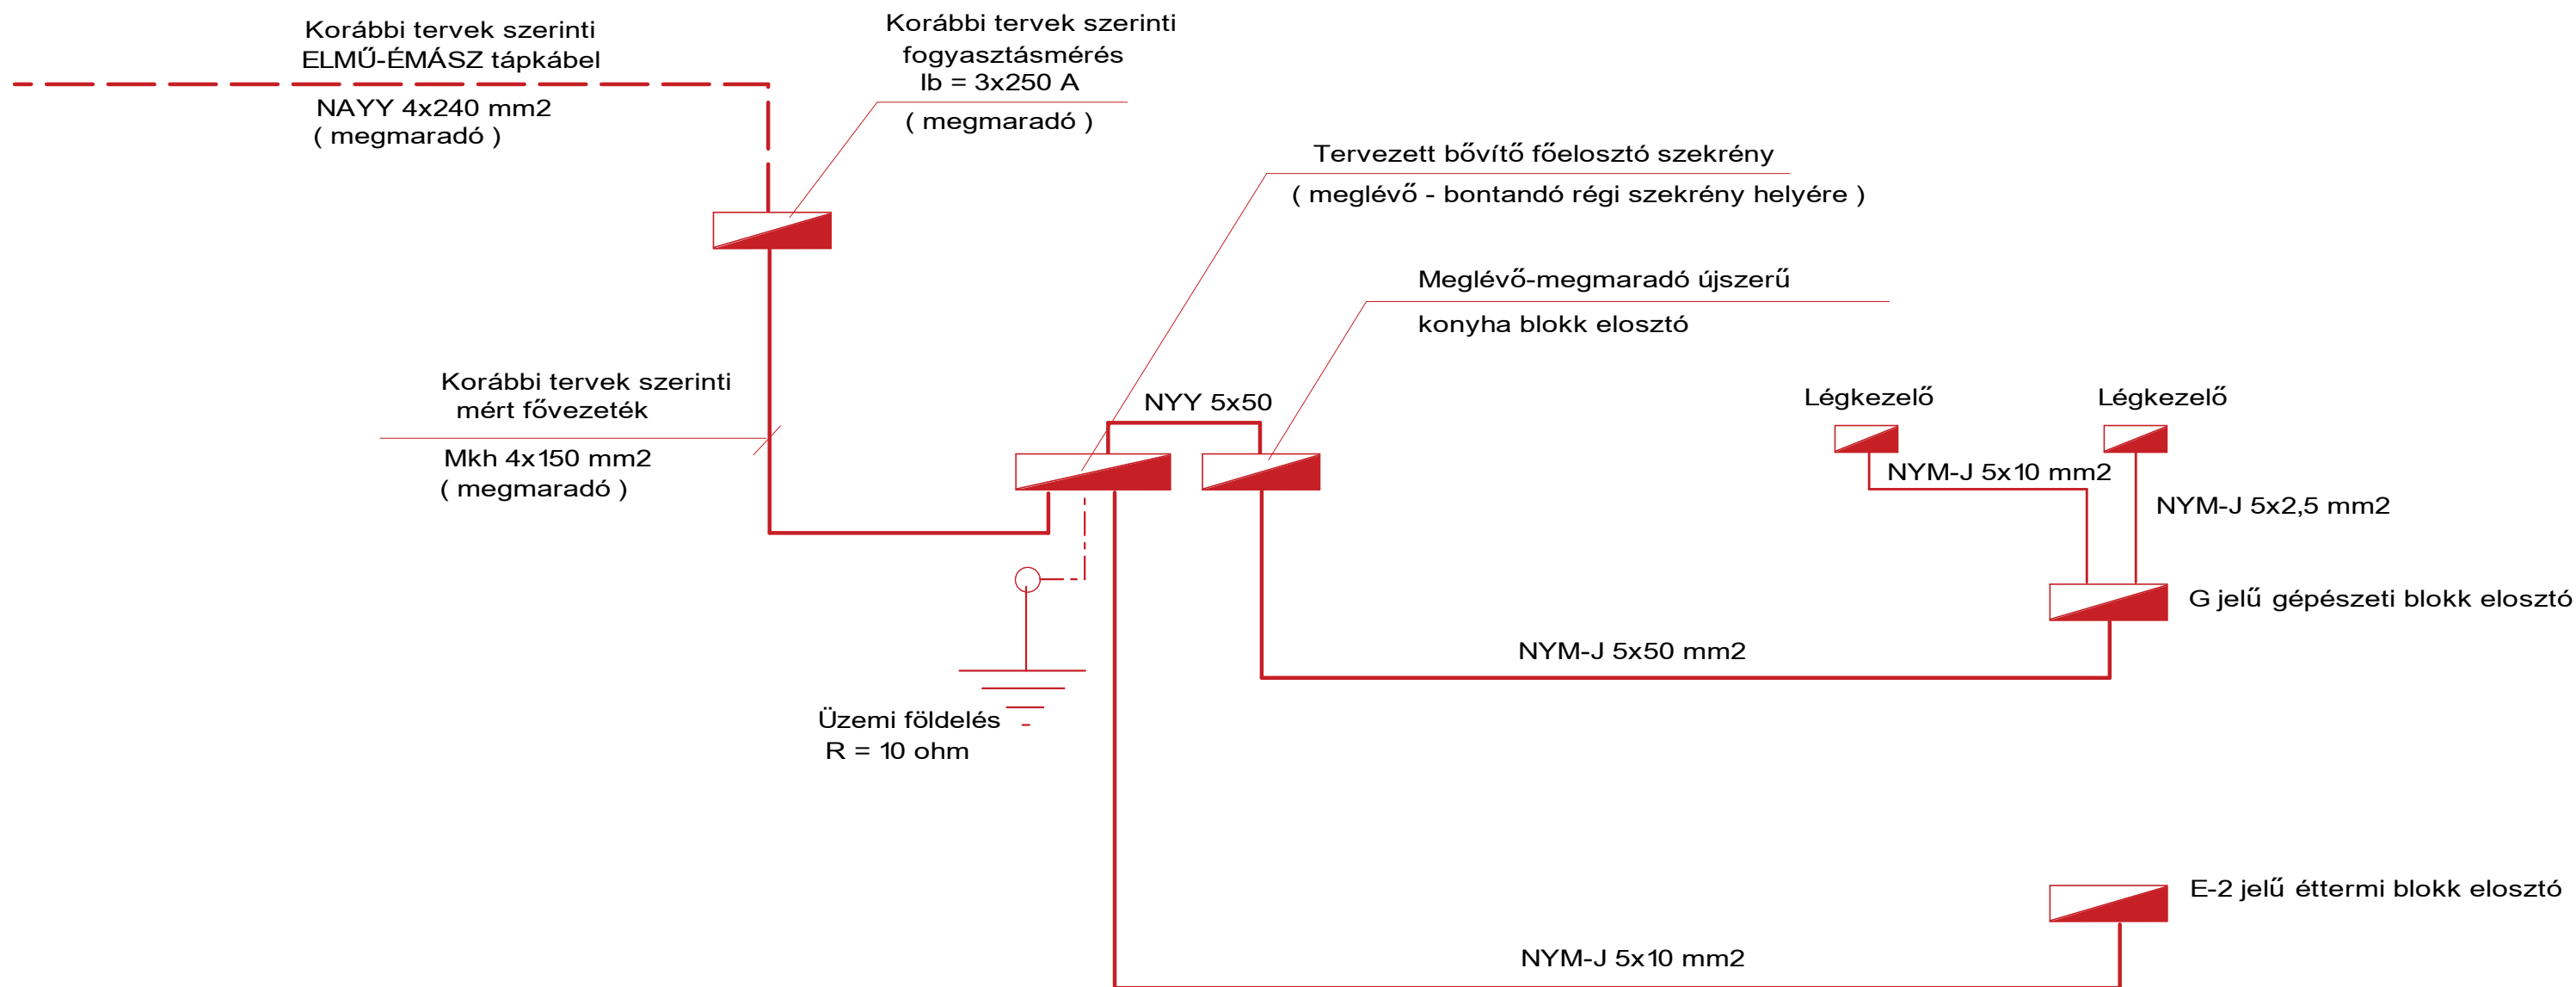 Korábbi tervek szerinti
ELMŰ-ÉMÁSZ tápkábel
NAYY 4x240 mm2
( megmaradó )
Korábbi tervek szerinti
fogyasztásmérés
Ib = 3x250 A
( megmaradó )
Tervezett bővítő főelosztó szekrény
( meglévő - bontandó régi szekrény helyére )
Meglévő-megmaradó újszerű
konyha blokk elosztó
Korábbi tervek szerinti
mért fővezeték
Mkh 4x150 mm2
( megmaradó )
NYY 5x50
Légkezelő
Légkezelő
NYM-J 5x10 mm2
NYM-J 5x2,5 mm2
G jelű gépészeti blokk elosztó
NYM-J 5x50 mm2
Üzemi földelés
R = 10 ohm
E-2 jelű éttermi blokk elosztó
NYM-J 5x10 mm2